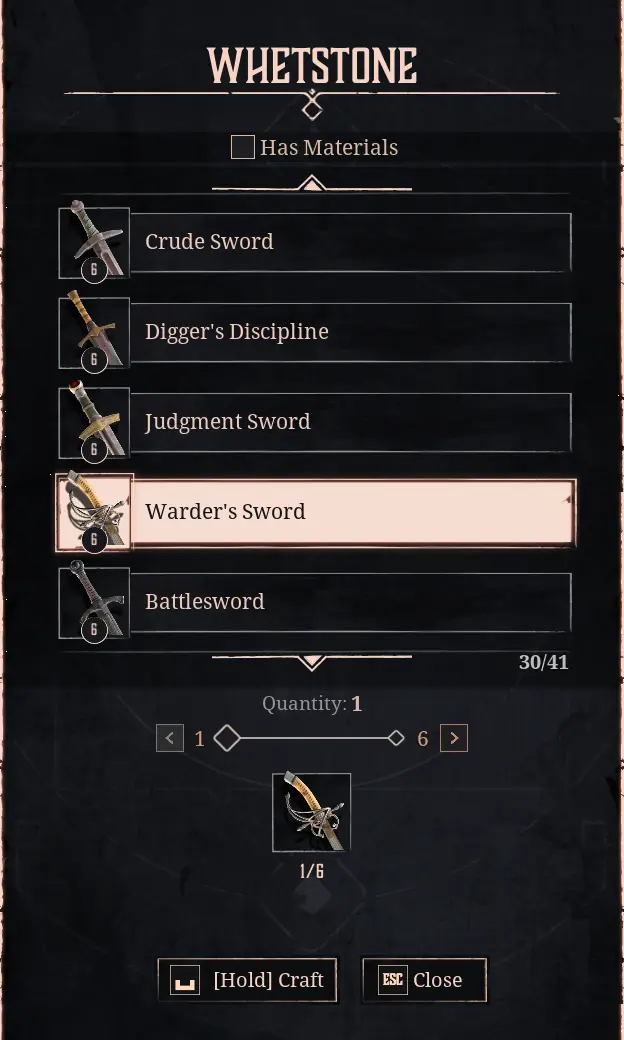 WHETSTONE
Has Materials
Crude Sword
6
Digger's Discipline
6
Judgment Sword
6
Warder's Sword
6
Battlesword
6
30/41
Quantity: 1
< 1 6 >
1/6
[Hold] Craft ESC Close